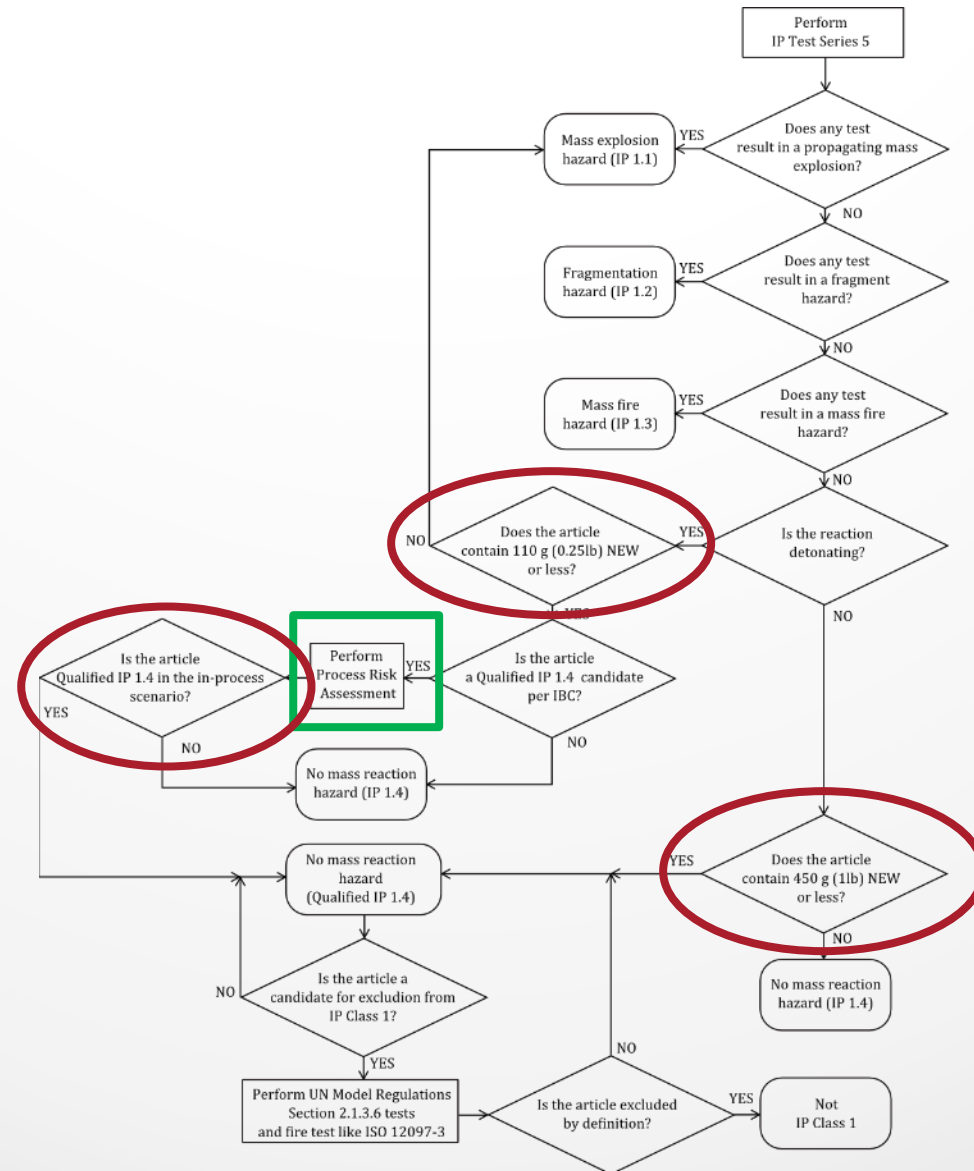 Perform
IP Test Series 5
Does any test
result in a propagating mass
explosion?
YES
Mass explosion
hazard (IP 1.1)
NO
Does any test
result in a fragment
hazard?
YES
Fragmentation
hazard (IP 1.2)
NO
Does any test
result in a mass fire
hazard?
YES
Mass fire
hazard (IP 1.3)
NO
Is the reaction
detonating?
YES
Does the article
contain 110 g (0.25lb) NEW
or less?
NO
YES
NO
Is the article
a Qualified IP 1.4 candidate
per IBC?
YES
Perform
Process Risk
Assessment
Is the article
Qualified IP 1.4 in the in-process
scenario?
YES
NO
NO
No mass reaction
hazard (IP 1.4)
Does the article
contain 450 g (1lb) NEW
or less?
YES
NO
No mass reaction
hazard (IP 1.4)
No mass reaction
hazard
(Qualified IP 1.4)
Is the article a
candidate for excludion from
IP Class 1?
NO
YES
Perform UN Model Regulations
Section 2.1.3.6 tests
and fire test like ISO 12097-3
Is the article excluded
by definition?
NO
YES
Not
IP Class 1